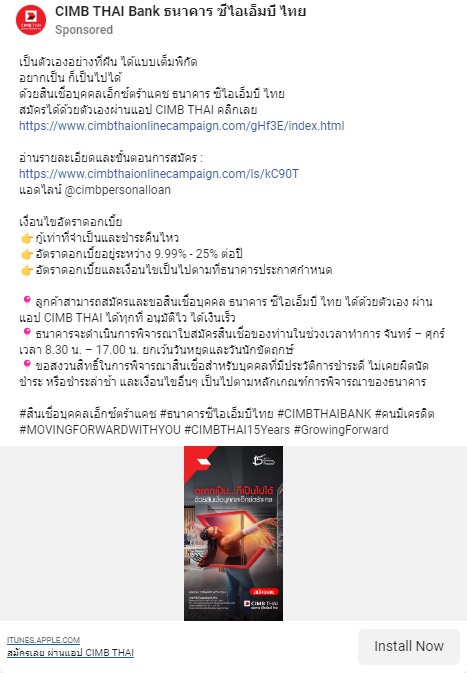 CIMB THAI Bank ธนาคาร ซีไอเอ็มบี ไทย
Sponsored
เป็นตัวเองอย่างที่ฝัน ได้แบบเต็มพิกัด
อยากเป็น ก็เป็นไปได้
ด้วยสินเชื่อบุคคลเอ็กซ์ตร้าแคช ธนาคาร ซีไอเอ็มบี ไทย
สมัครได้ด้วยตัวเองผ่านแอป CIMB THAI คลิกเลย
https://www.cimbthaionlinecampaign.com/gHf3E/index.html
อ่านรายละเอียดและขั้นตอนการสมัคร :
https://www.cimbthaionlinecampaign.com/ls/kC90T
แอดไลน์ @cimbpersonalloan
เงื่อนไขอัตราดอกเบี้ย
👉กู้เท่าที่จำเป็นและชำระคืนไหว
👉อัตราดอกเบี้ยอยู่ระหว่าง 9.99% - 25% ต่อปี
👉อัตราดอกเบี้ยและเงื่อนไขเป็นไปตามที่ธนาคารประกาศกำหนด
📍 ลูกค้าสามารถสมัครและขอสินเชื่อบุคคล ธนาคาร ซีไอเอ็มบี ไทย ได้ด้วยตัวเอง ผ่าน
แอป CIMB THAI ได้ทุกที่ อนุมัติไว ได้เงินเร็ว
📍 ธนาคารจะดำเนินการพิจารณาใบสมัครสินเชื่อของท่านในช่วงเวลาทำการ จันทร์ – ศุกร์
เวลา 8.30 น. – 17.00 น. ยกเว้นวันหยุดและวันนักขัตฤกษ์
📍 ขอสงวนสิทธิ์ในการพิจารณาสินเชื่อสำหรับบุคคลที่มีประวัติการชำระดี ไม่เคยผิดนัด
ชำระ หรือชำระล่าช้า และเงื่อนไขอื่นๆ เป็นไปตามหลักเกณฑ์การพิจารณาของธนาคาร
#สินเชื่อบุคคลเอ็กซ์ตร้าแคช #ธนาคารซีไอเอ็มบีไทย #CIMBTHAIBANK #คนมีเครดิต
#MOVINGFORWARDWITHYOU #CIMBTHAI15Years #GrowingForward
อยากเป็น...ก็เป็นไปได้
ด้วยสินเชื่อบุคคลเอ็กซ์ตร้าแคช
สมัครเลย
CIMB THAI
ITUNES.APPLE.COM
สมัครเลย ผ่านแอป CIMB THAI
Install Now